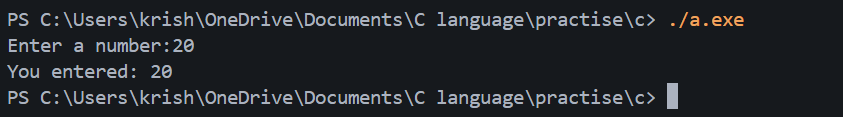 PS C:\Users\krish\OneDrive\Documents\C language\practise\c> ./a.exe
Enter a number:20
You entered: 20
PS C:\Users\krish\OneDrive\Documents\C language\practise\c>